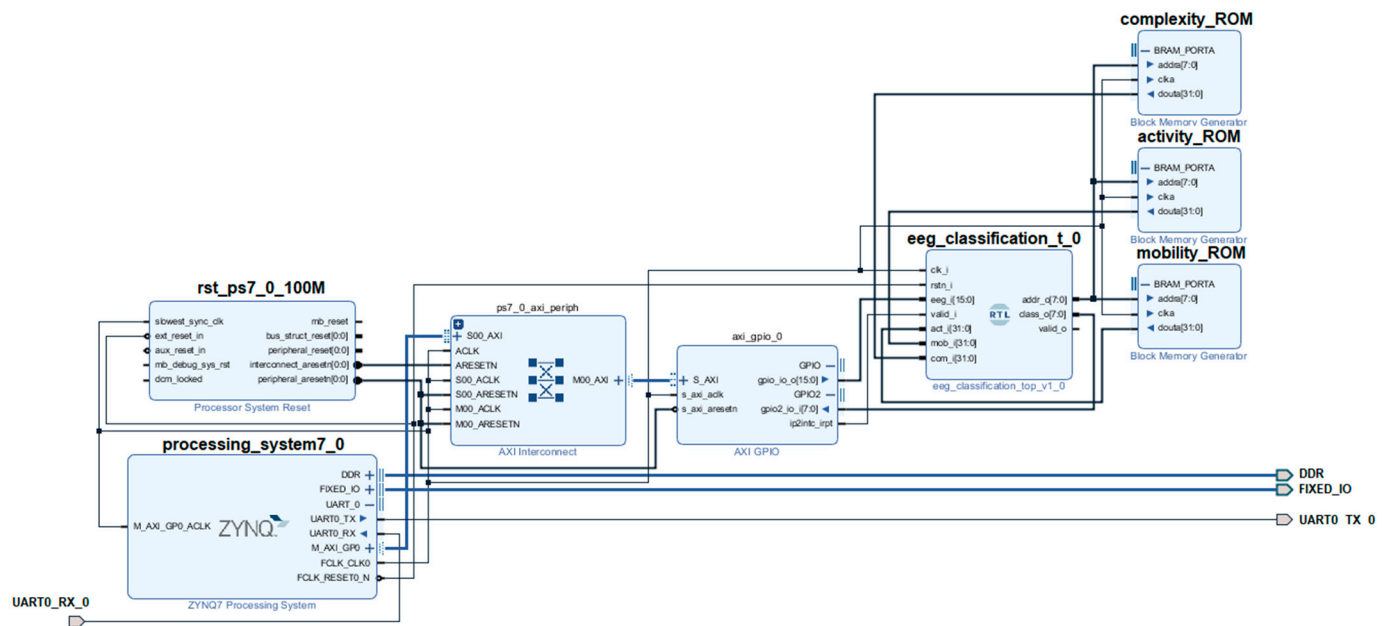 complexity_ROM
BRAM_PORTA
addra[7:0]
clka
douta[31:0]
Block Memory Generator
activity_ROM
BRAM_PORTA
addra[7:0]
clka
douta[31:0]
Block Memory Generator
mobility_ROM
BRAM_PORTA
addra[7:0]
clka
douta[31:0]
Block Memory Generator
eeg_classification_t_0
clk_i
rstn_i
eeg_i[15:0]
valid_i
act_i[31:0]
mob_i[31:0]
com_i[31:0]
RTL
addr_o[7:0]
class_o[7:0]
valid_o
eeg_classification_top_v1_0
rst_ps7_0_100M
slowest_sync_clk
ext_reset_in
aux_reset_in
mb_debug_sys_rst
dcm_locked
mb_reset
bus_struct_reset[0:0]
peripheral_reset[0:0]
interconnect_aresetn[0:0]
peripheral_aresetn[0:0]
Processor System Reset
ps7_0_axi_periph
S00_AXI
ACLK
ARESETN
S00_ACLK
S00_ARESETN
M00_ACLK
M00_ARESETN
M00_AXI
AXI Interconnect
axi_gpio_0
S_AXI
s_axi_aclk
s_axi_aresetn
GPIO
gpio_io_o[15:0]
GPIO2
gpio2_io_i[7:0]
ip2intc_irpt
AXI GPIO
processing_system7_0
M_AXI_GP0_ACLK
ZYNQ
DDR
FIXED_IO
UART_0
UART0_TX
UART0_RX
M_AXI_GP0
FCLK_CLK0
FCLK_RESET0_N
ZYNQ7 Processing System
DDR
FIXED_IO
UART0_TX_0
UART0_RX_0